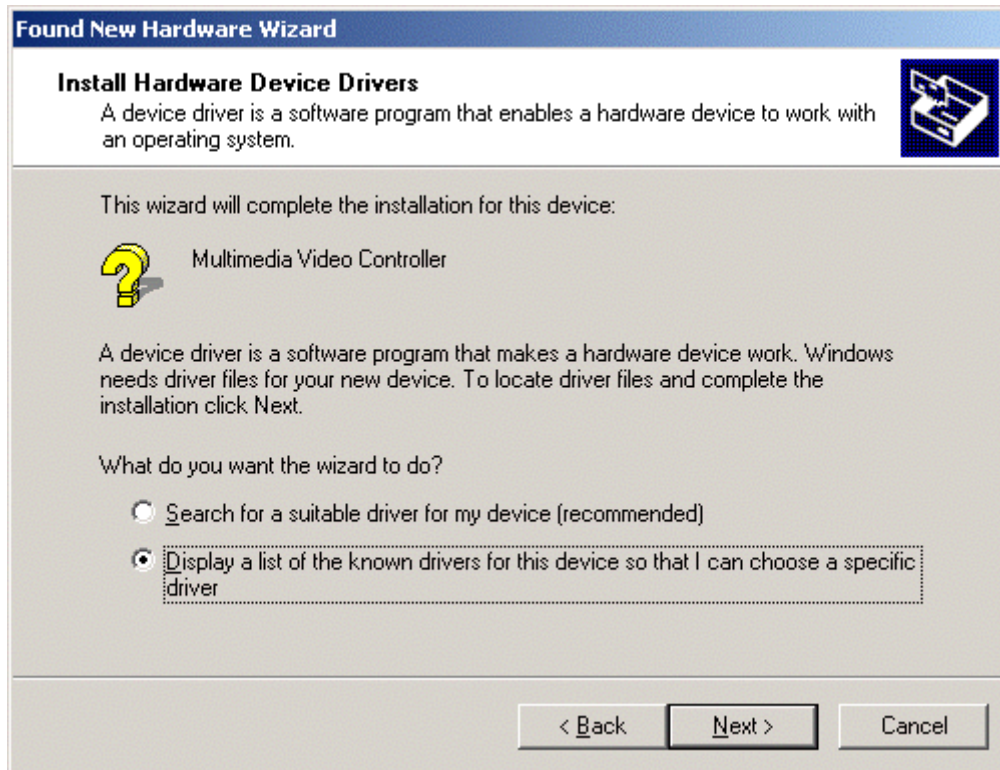 Found New Hardware Wizard
Install Hardware Device Drivers
A device driver is a software program that enables a hardware device to work with
an operating system.
This wizard will complete the installation for this device:
Multimedia Video Controller
A device driver is a software program that makes a hardware device work. Windows
needs driver files for your new device. To locate driver files and complete the
installation click Next.
What do you want the wizard to do?
Search for a suitable driver for my device (recommended)
Display a list of the known drivers for this device so that I can choose a specific
driver
< Back Next > Cancel